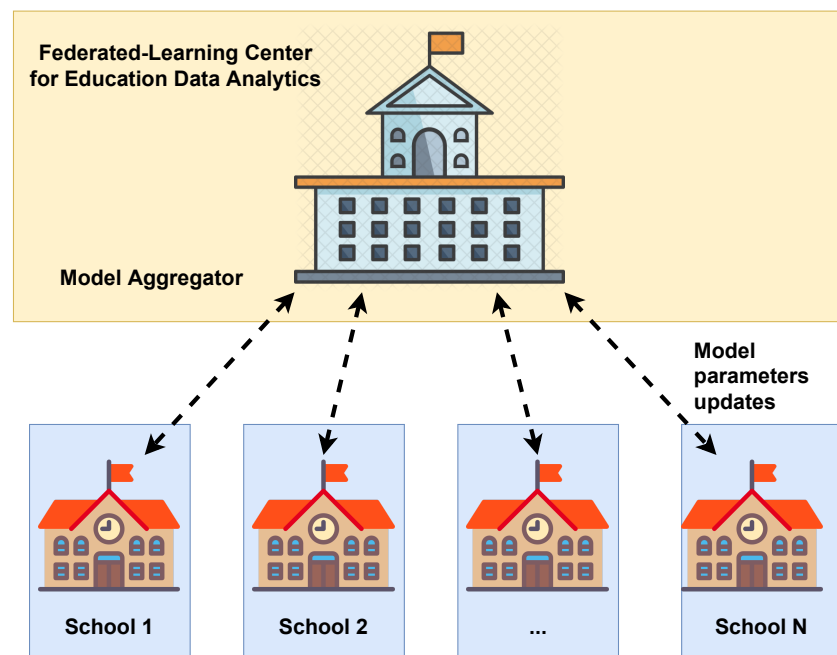 Federated-Learning Center
for Education Data Analytics
Model Aggregator
Model
parameters
updates
School 1
School 2
...
School N